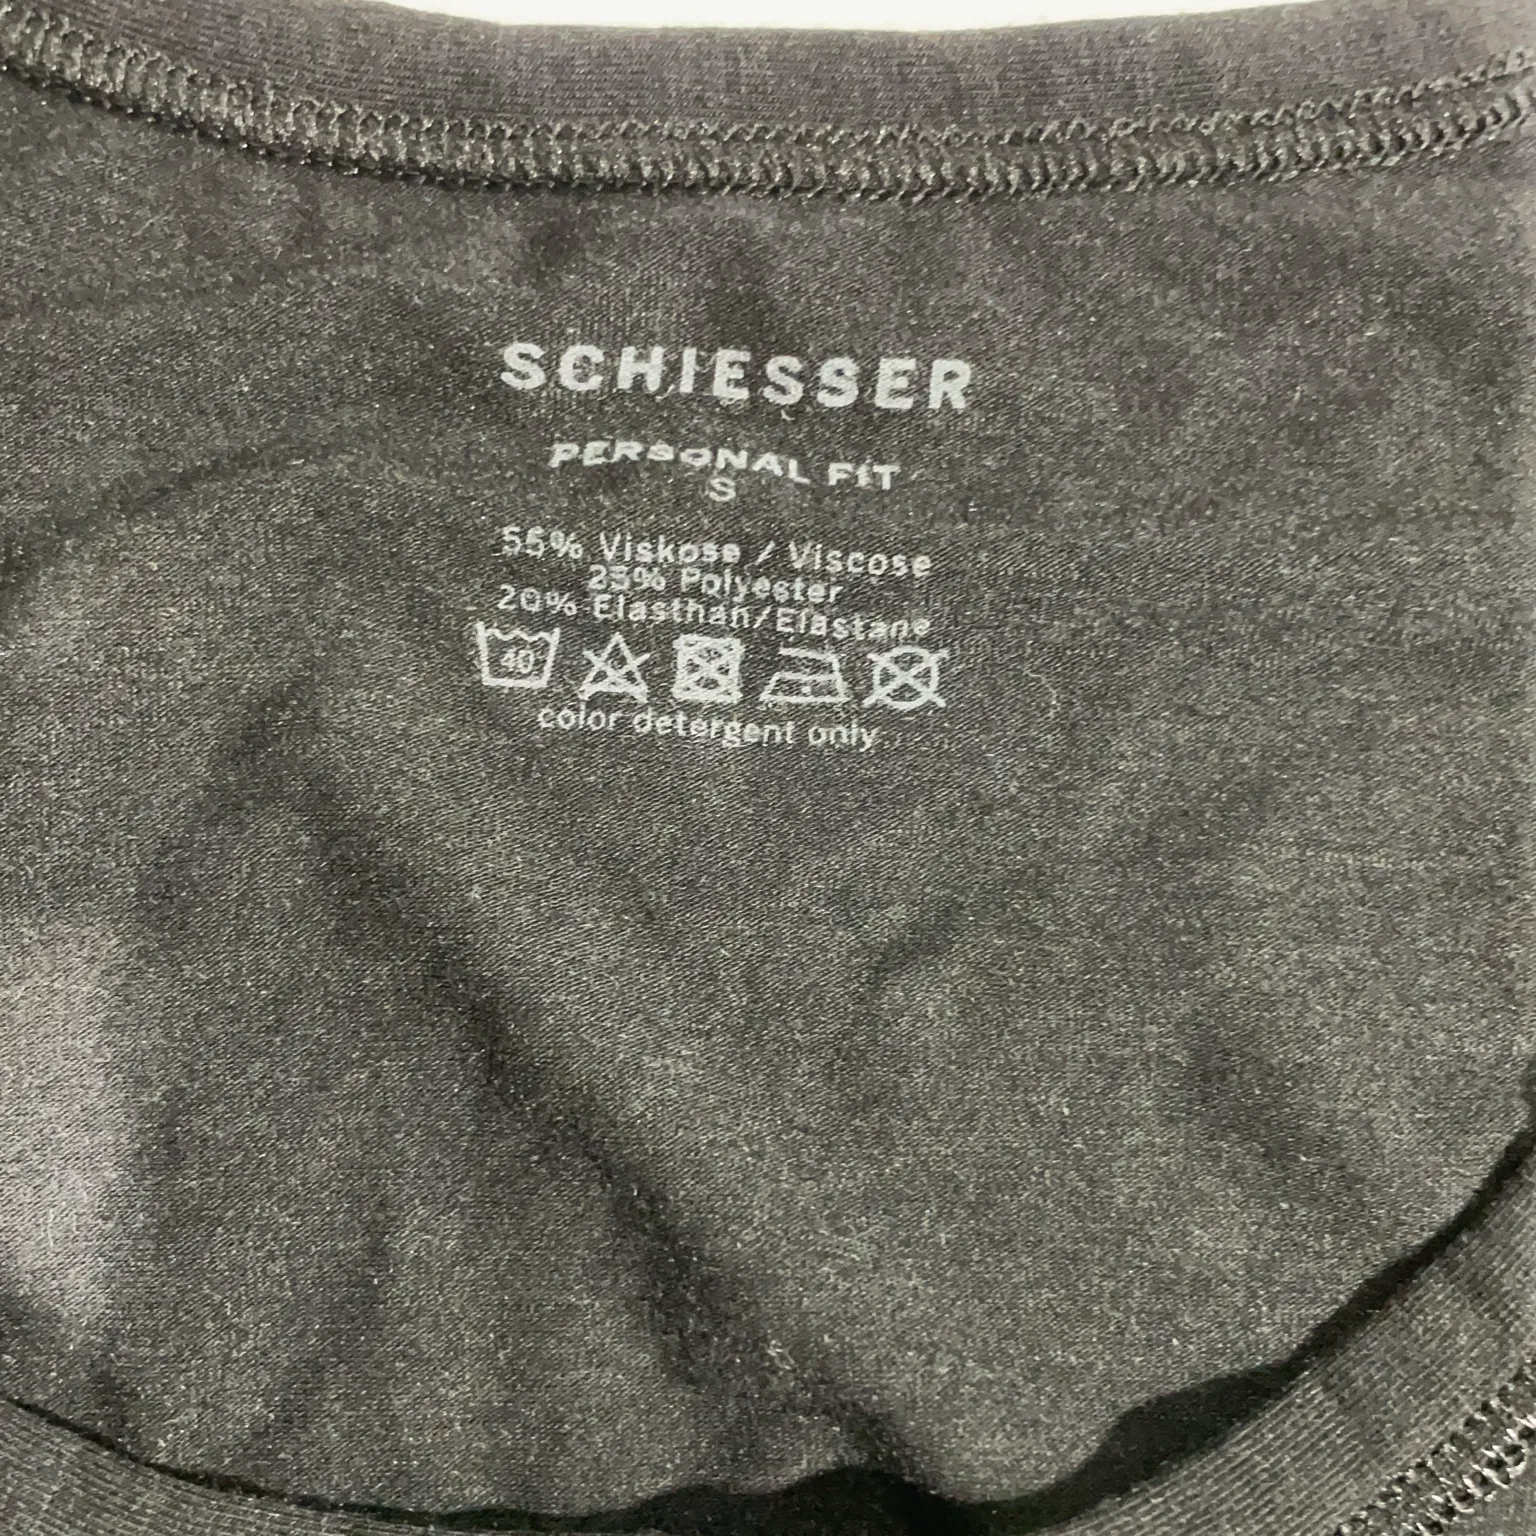 SCHIESSER
PERSONAL FIT
S
55% Viskose / Viscose
25% Polyester
20% Elasthan/Elastane
40
color detergent only